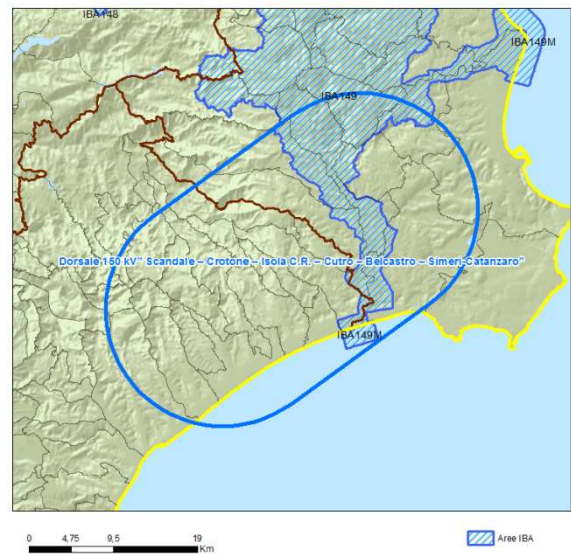 IBA148
IBA149M
IBA149
Dorsale 150 kV" Scandale – Crotone – Isola C.R. – Cutro – Belcastro – Simeri-Catanzaro"
IBA149M
0 4,75 9,5 19
Km
Aree IBA